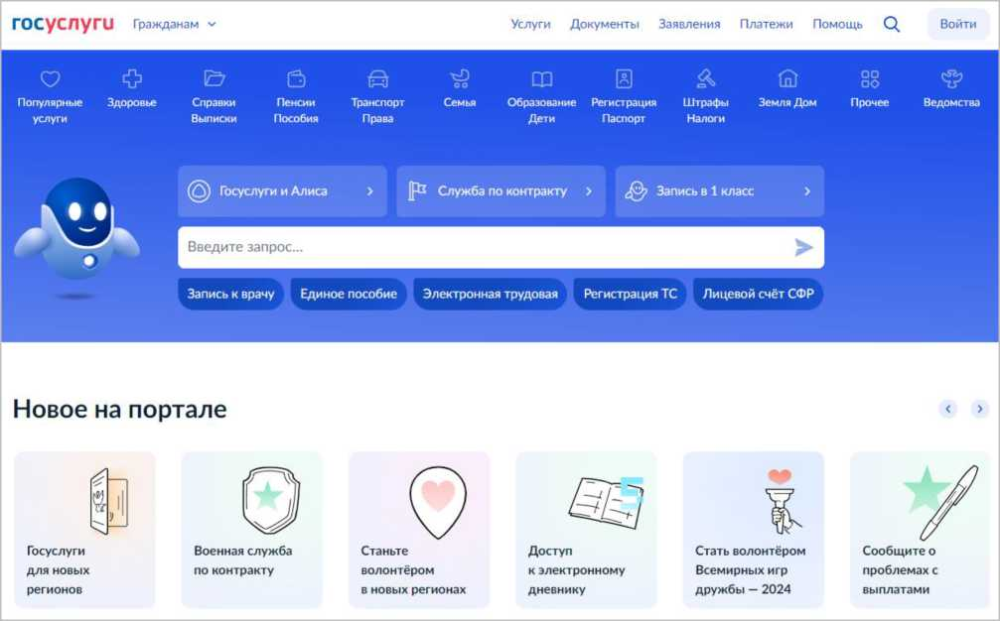 госуслуги
Гражданам
Услуги
Документы
Заявления
Платежи
Помощь
Войти
Популярные
услуги
Здоровье
Справки
Выписки
Пенсии
Пособия
Транспорт
Права
Семья
Образование
Дети
Регистрация
Паспорт
Штрафы
Налоги
Земля Дом
Прочее
Ведомства
Госуслуги и Алиса
Служба по контракту
Запись в 1 класс
Введите запрос...
Запись к врачу
Единое пособие
Электронная трудовая
Регистрация ТС
Лицевой счёт СФР
Новое на портале
Госуслуги
для новых
регионов
Военная служба
по контракту
Станьте
волонтёром
в новых регионах
Доступ
к электронному
дневнику
Стать волонтёром
Всемирных игр
дружбы — 2024
Сообщите о
проблемах с
выплатами